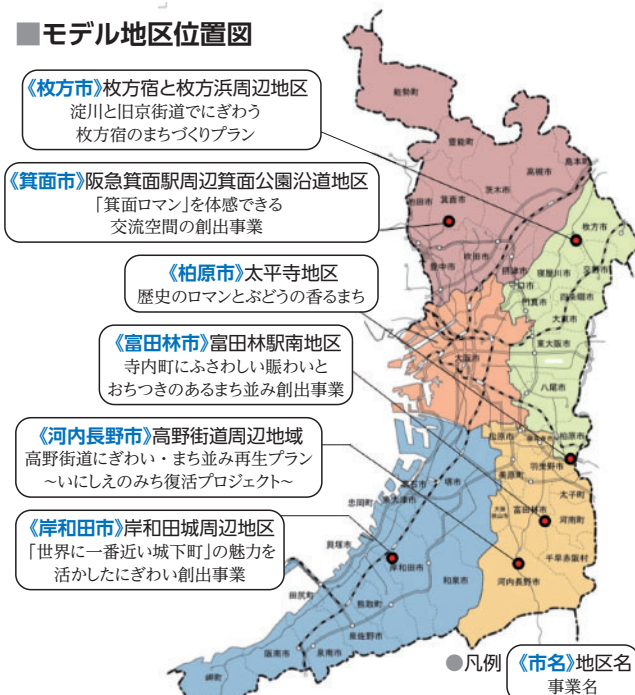 ■モデル地区位置図
《枚方市》枚方宿と枚方浜周辺地区
淀川と旧京街道でにぎわう
枚方宿のまちづくりプラン
《箕面市》阪急箕面駅周辺箕面公園沿道地区
「箕面ロマン」を体感できる
交流空間の創出事業
《柏原市》太平寺地区
歴史のロマンとぶどうの香るまち
《富田林市》富田林駅南地区
寺内町にふさわしい賑わいと
おちつきのあるまち並み創出事業
《河内長野市》高野街道周辺地域
高野街道にぎわい・まち並み再生プラン
～いにしえのみち復活プロジェクト～
《岸和田市》岸和田城周辺地区
「世界に一番近い城下町」の魅力を
活かしたにぎわい創出事業
能勢町
豊能町
島本町
高槻市
茨木市
池田市
箕面市
枚方市
吹田市
豊中市
摂津市
寝屋川市
交野市
守口市
門真市
四条畷市
大東市
大阪市
東大阪市
八尾市
松原市
藤井寺市
柏原市
羽曳野市
美原町
堺市
高石市
泉大津市
忠岡町
太子町
富田林市
大阪狭山市
河南町
千早赤阪村
貝塚市
岸和田市
和泉市
河内長野市
田尻町
熊取町
泉佐野市
阪南市
泉南市
岬町
●凡例
《市名》地区名
事業名